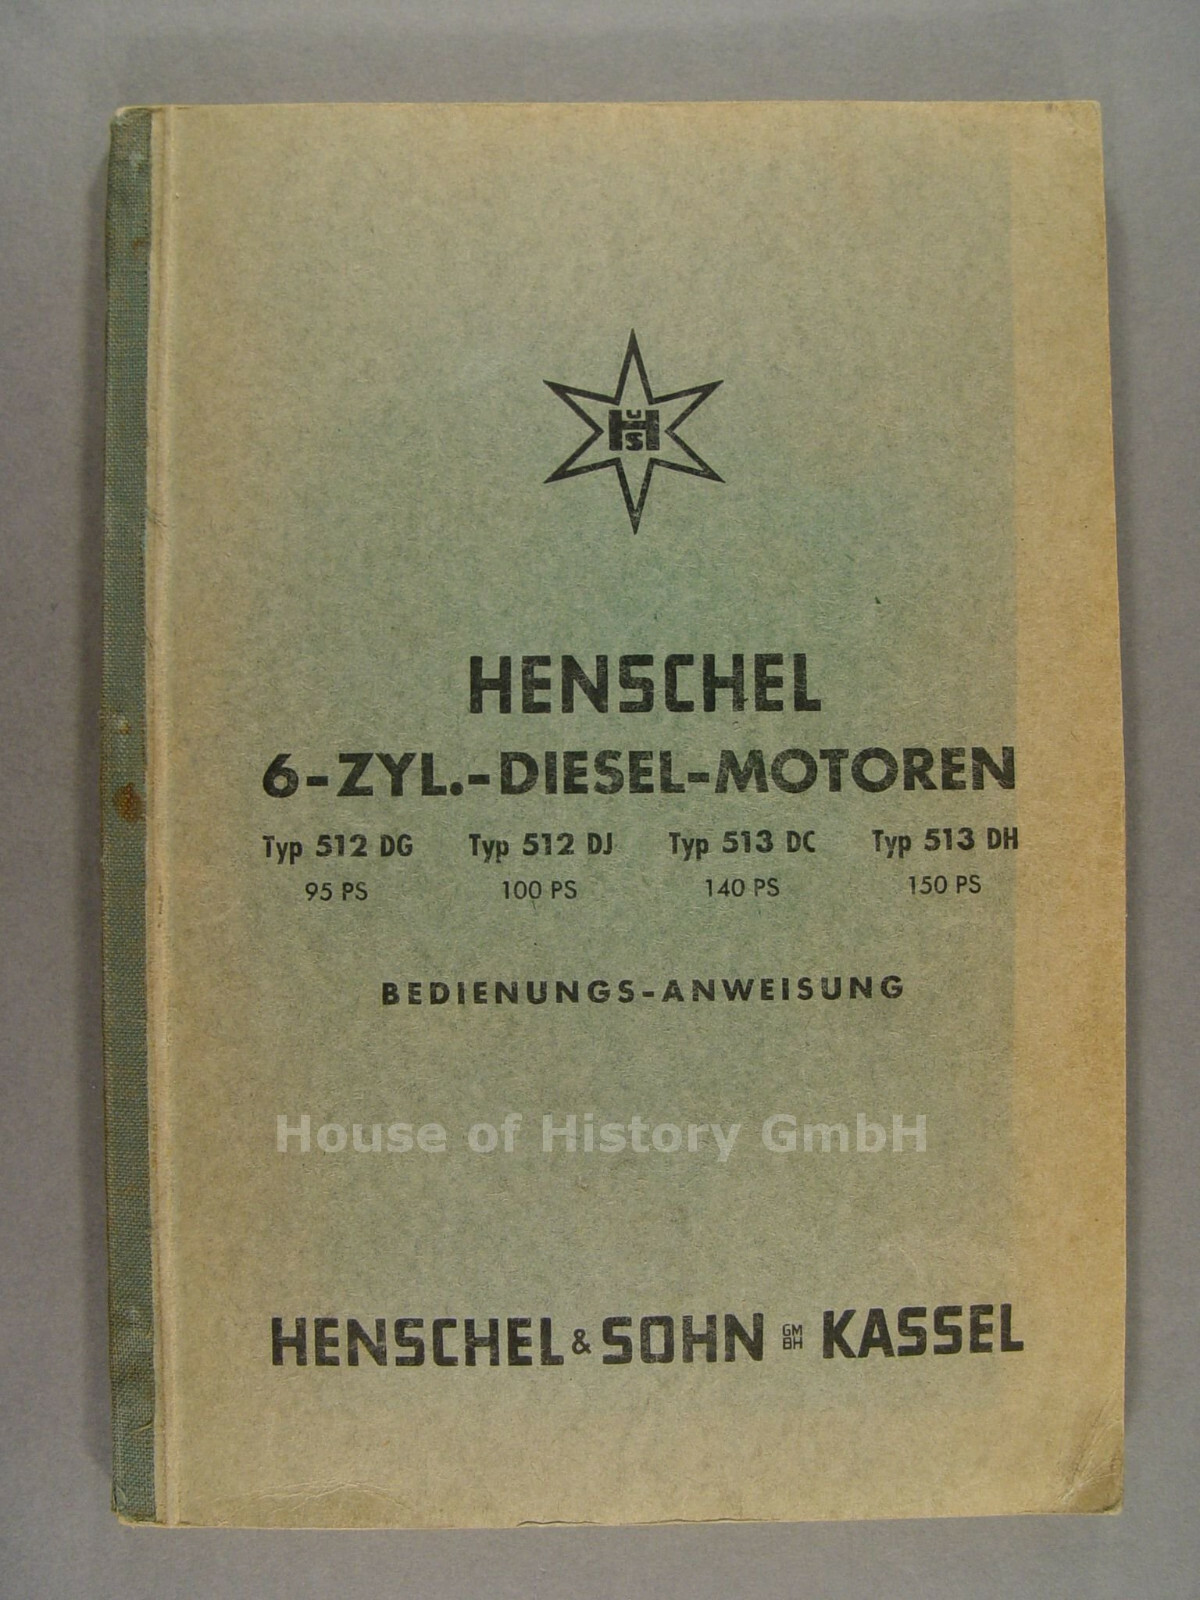 HUS
HENSCHEL
6-ZYL.-DIESEL-MOTOREN
Typ 512 DG Typ 512 DJ Typ 513 DC Typ 513 DH
95 PS 100 PS 140 PS 150 PS
BEDIENUNGS-ANWEISUNG
House of History GmbH
HENSCHEL & SOHN GMBH KASSEL